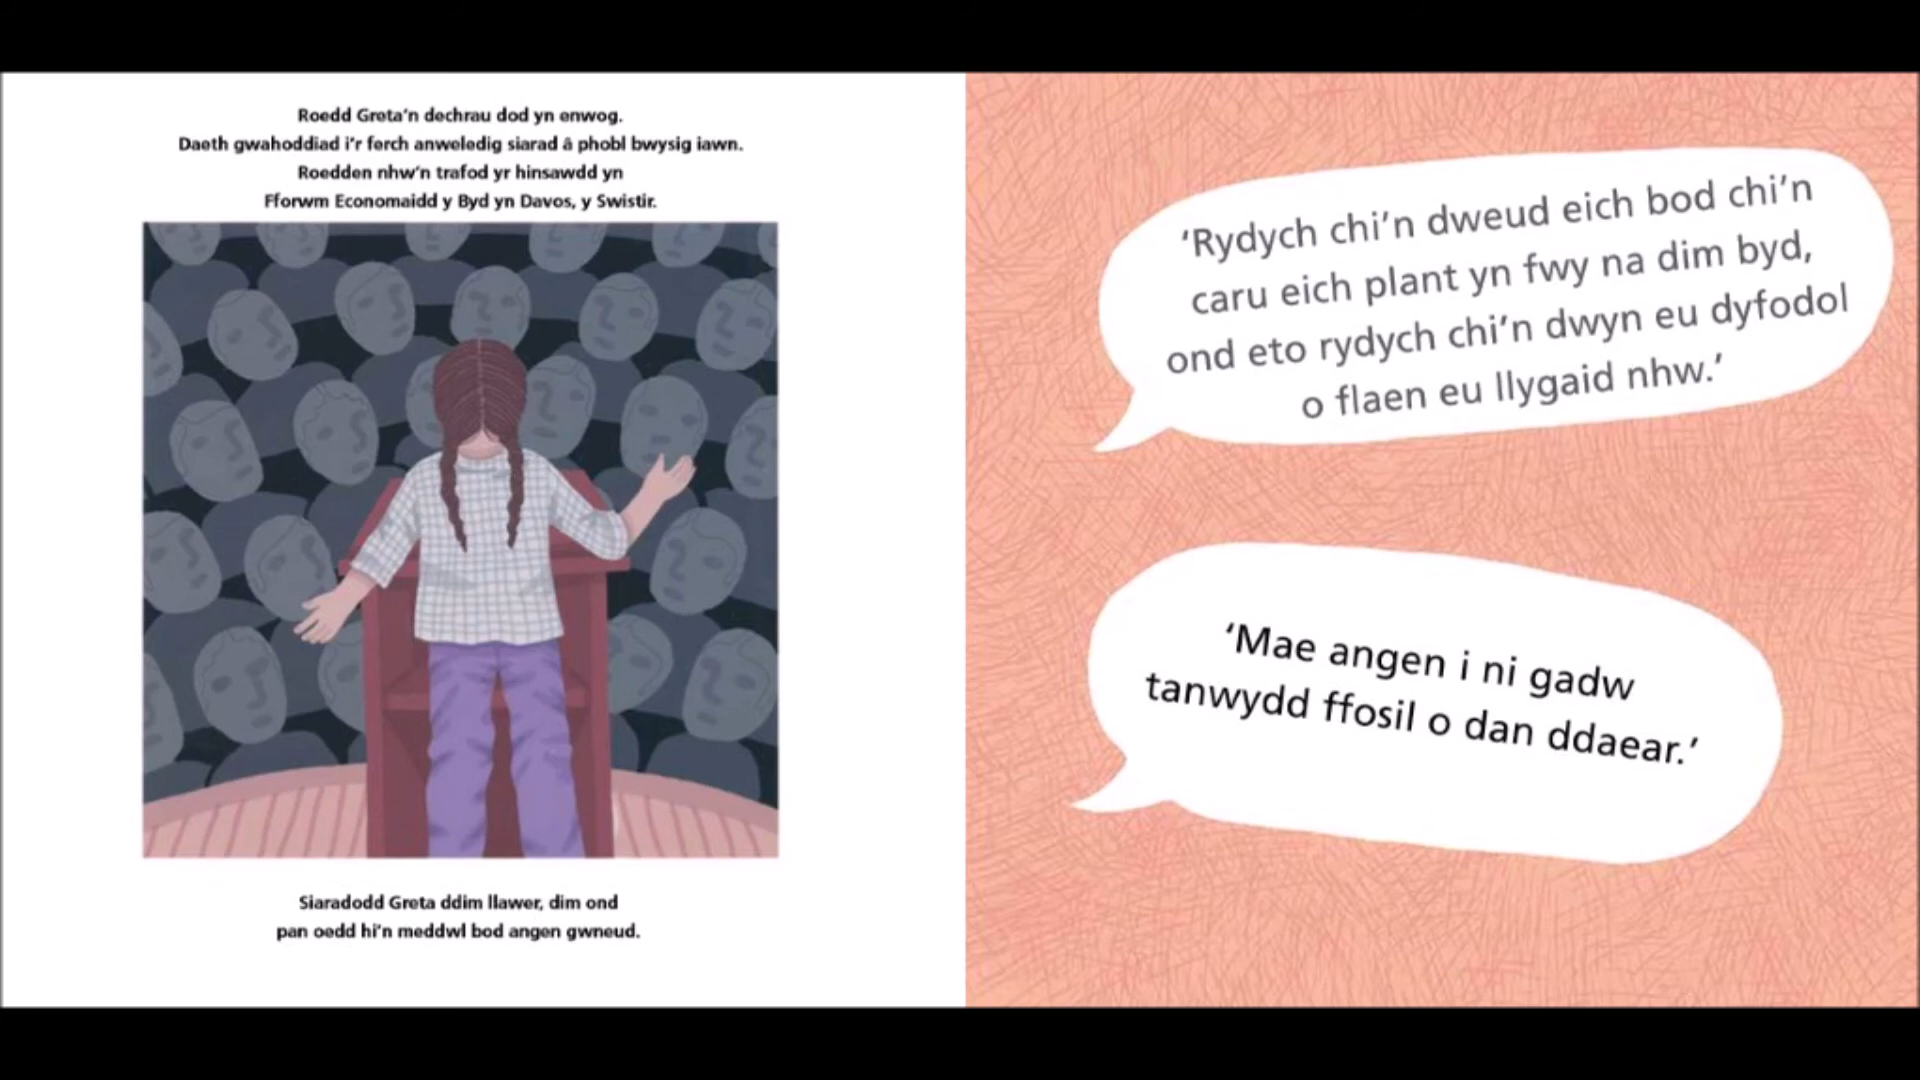 Roedd Greta'n dechrau dod yn enwog.
Daeth gwahoddiad i'r ferch anweledig siarad â phobl bwysig iawn.
Roedden nhw'n trafod yr hinsawdd yn
Fforwm Economaidd y Byd yn Davos, y Swistir.
Siaradodd Greta ddim llawer, dim ond
pan oedd hi'n meddwl bod angen gwneud.
‘Rydych chi’n dweud eich bod chi’n
caru eich plant yn fwy na dim byd,
ond eto rydych chi’n dwyn eu dyfodol
o flaen eu llygaid nhw.’
‘Mae angen i ni gadw
tanwydd ffosil o dan ddaear.’